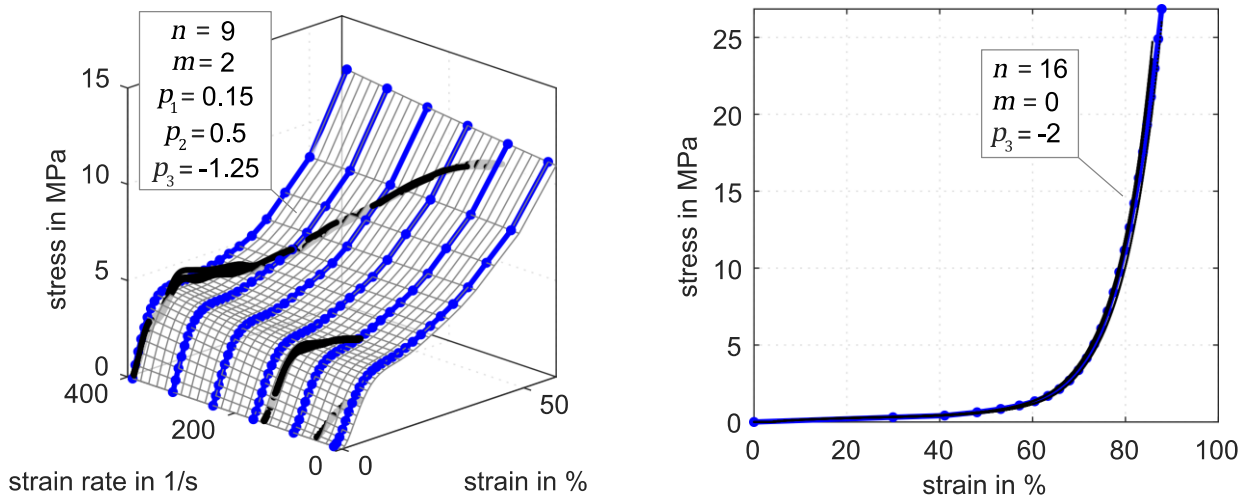 n = 9
m = 2
p₁ = 0.15
p₂ = 0.5
p₃ = -1.25
15
10
5
0
stress in MPa
400
200
0
strain rate in 1/s
0
50
strain in %
n = 16
m = 0
p₃ = -2
25
20
15
10
5
0
stress in MPa
0 20 40 60 80 100
strain in %